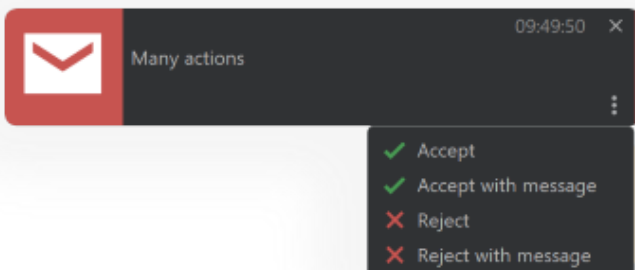 09:49:50
Many actions
Accept
Accept with message
Reject
Reject with message